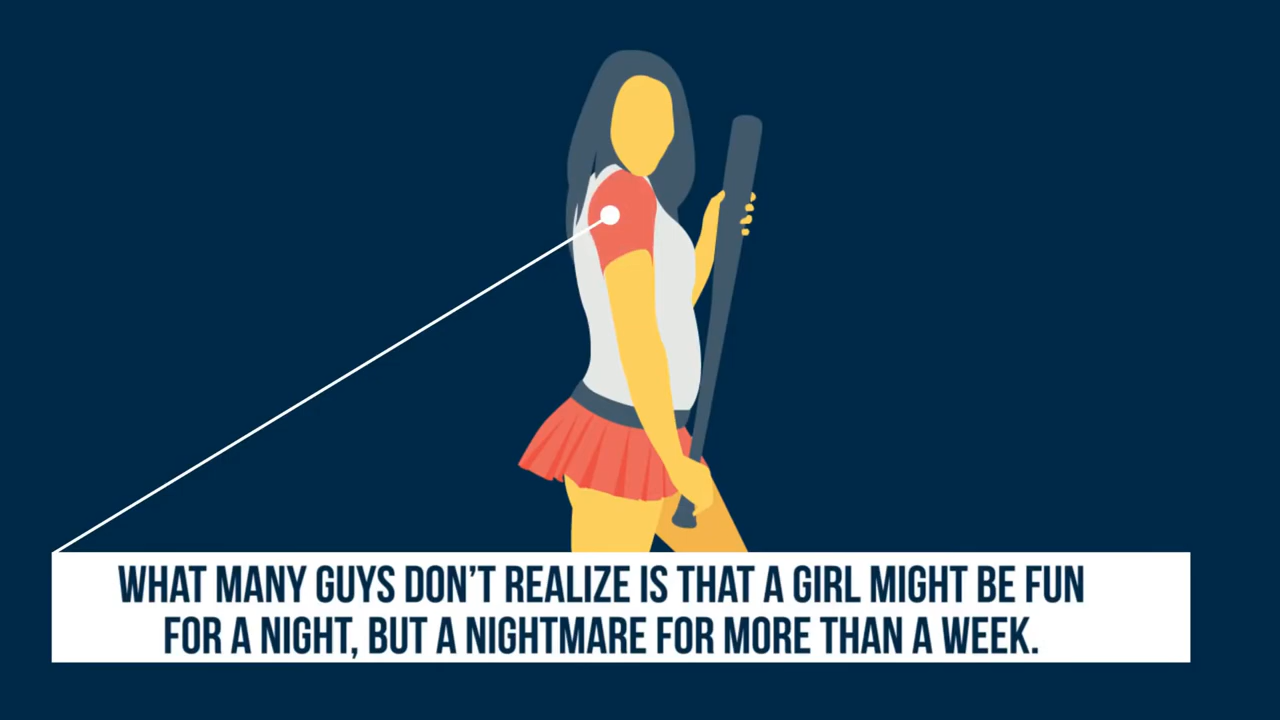 WHAT MANY GUYS DON'T REALIZE IS THAT A GIRL MIGHT BE FUN
FOR A NIGHT, BUT A NIGHTMARE FOR MORE THAN A WEEK.